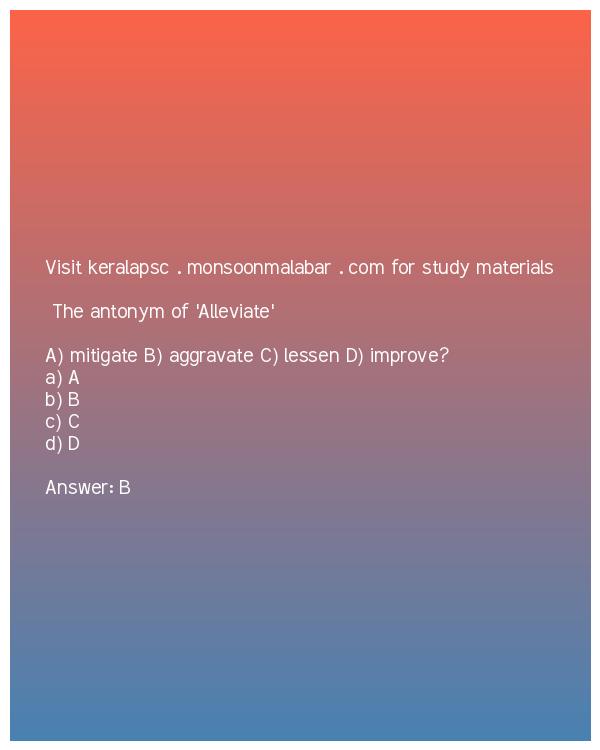 Visit keralapsc . monsoonmalabar . com for study materials
The antonym of 'Alleviate'
A) mitigate B) aggravate C) lessen D) improve?
a) A
b) B
c) C
d) D
Answer: B